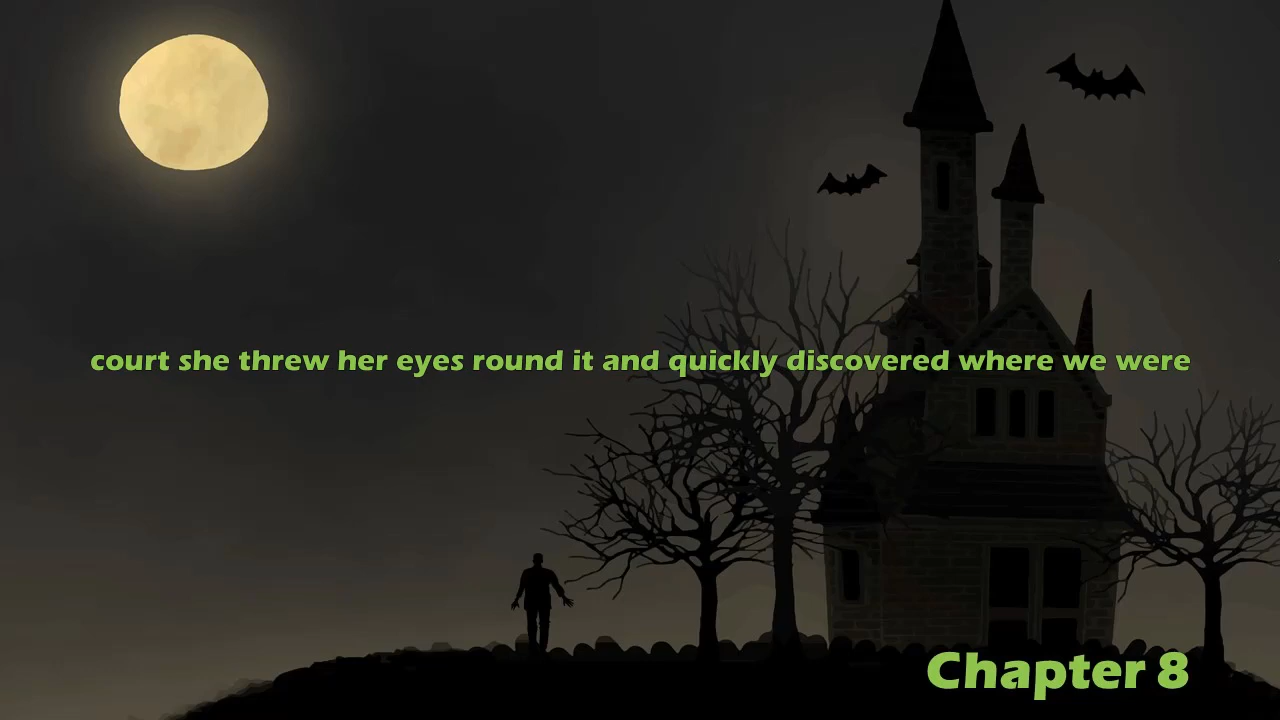 court she threw her eyes round it and quickly discovered where we were
Chapter 8